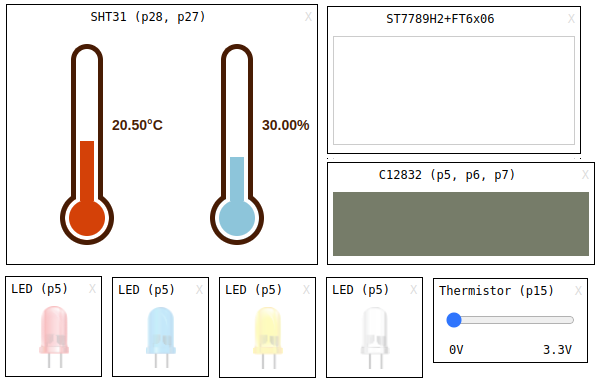 SHT31 (p28, p27) X
20.50°C
30.00%
ST7789H2+FT6x06 X
C12832 (p5, p6, p7) X
LED (p5) X
LED (p5) X
LED (p5) X
LED (p5) X
Thermistor (p15) X
0V 3.3V